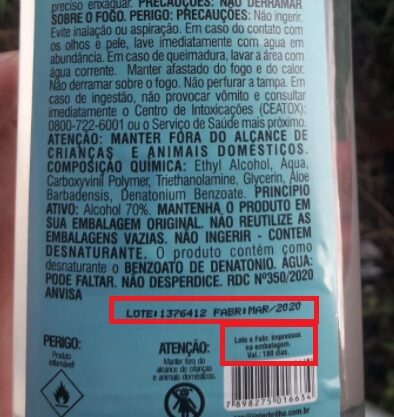 preciso enxaguar. PRECAUÇÕES: NÃO DERRAMAR
SOBRE O FOGO. PERIGO: PRECAUÇÕES: Não ingerir.
Evite inalação ou aspiração. Em caso do contato com
os olhos e pele, lave imediatamente com água em
abundância. Em caso de queimadura, lavar a área com
água corrente. Manter afastado do fogo e do calor.
Não derramar sobre o fogo. Não perfurar a tampa. Em
caso de ingestão, não provocar vômito e consultar
imediatamente o Centro de Intoxicações (CEATOX):
0800-722-6001 ou o Serviço de Saúde mais próximo.
ATENÇÃO: MANTER FÓRA DO ALCANCE DE
CRIANÇAS E ANIMAIS DOMÉSTICOS.
COMPOSIÇÃO QUÍMICA: Ethyl Alcohol, Aqua,
Carboxyvinil Polymer, Triethanolamine, Glycerin, Aloe
Barbadensis, Denatonium Benzoate. PRINCÍPIO
ATIVO: Alcohol 70%. MANTENHA O PRODUTO EM
SUA EMBALAGEM ORIGINAL. NÃO REUTILIZE AS
EMBALAGENS VAZIAS. NÃO INGERIR - CONTEM
DESNATURANTE. O produto contém como
desnaturante o BENZOATO DE DENATONIO. ÁGUA:
PODE FALTAR. NÃO DESPERDICE. RDC Nº350/2020
ANVISA
LOTE:1376412 FABR:MAR/2020
Lote e Fabr. impressos
na embalagem.
Val.: 180 dias.
PERIGO:
Produto
inflamável
ATENÇÃO:
Manter fora do
alcance de crianças
e animais domésticos.
7 898275 016634